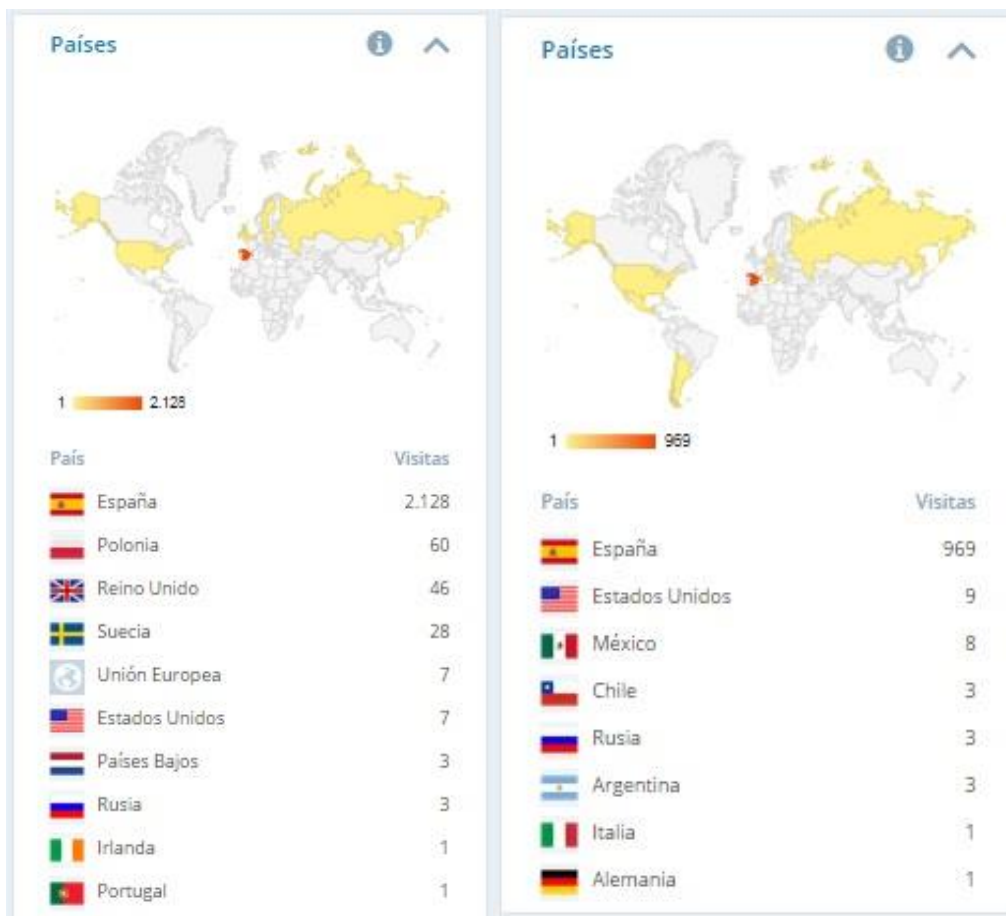 Países
1 2.128
País Visitas
España 2.128
Polonia 60
Reino Unido 46
Suecia 28
Unión Europea 7
Estados Unidos 7
Países Bajos 3
Rusia 3
Irlanda 1
Portugal 1
Países
1 969
País Visitas
España 969
Estados Unidos 9
México 8
Chile 3
Rusia 3
Argentina 3
Italia 1
Alemania 1